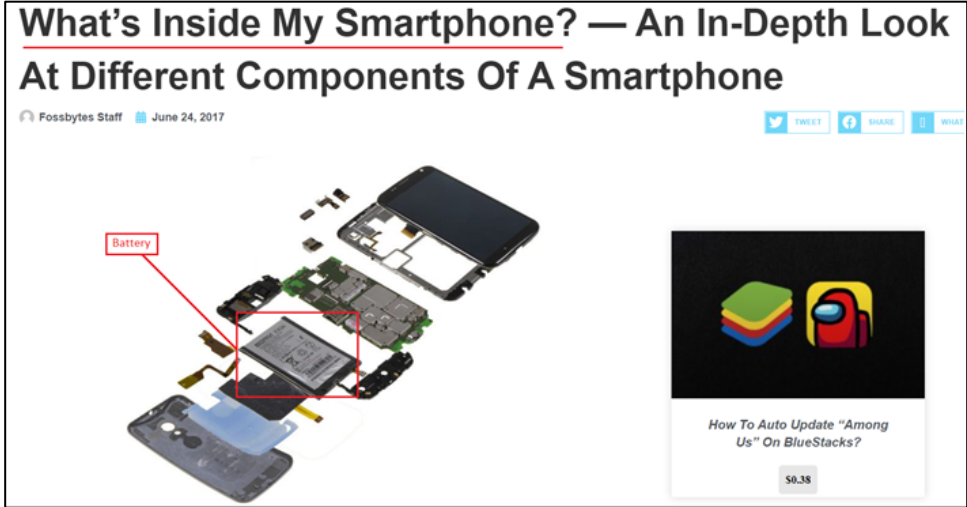 What's Inside My Smartphone? — An In-Depth Look
At Different Components Of A Smartphone
Fossbytes Staff June 24, 2017
TWEET SHARE WHAT
Battery
How To Auto Update "Among
Us" On BlueStacks?
$0.38